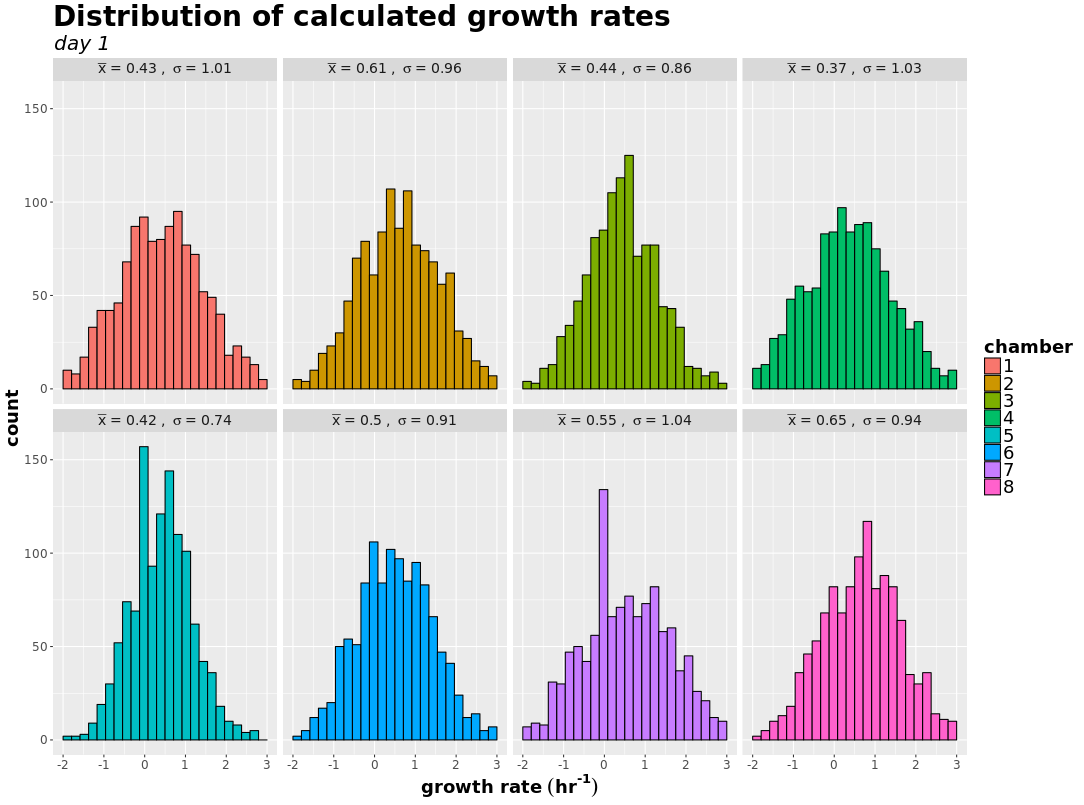 Distribution of calculated growth rates
day 1
x̅ = 0.43 , σ = 1.01
x̅ = 0.61 , σ = 0.96
x̅ = 0.44 , σ = 0.86
x̅ = 0.37 , σ = 1.03
150
100
50
0
x̅ = 0.42 , σ = 0.74
x̅ = 0.5 , σ = 0.91
x̅ = 0.55 , σ = 1.04
x̅ = 0.65 , σ = 0.94
150
100
50
0
-2 -1 0 1 2 3
-2 -1 0 1 2 3
-2 -1 0 1 2 3
-2 -1 0 1 2 3
count
growth rate (hr⁻¹)
chamber
1
2
3
4
5
6
7
8